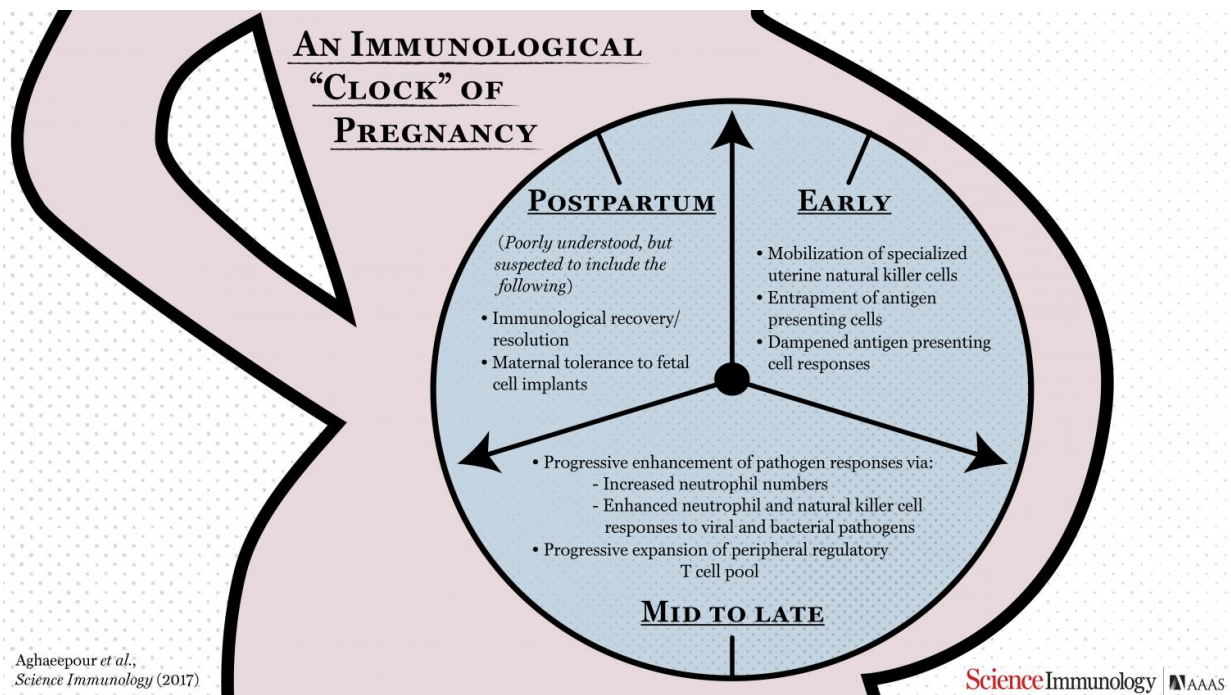 An Immunological
“Clock” of
Pregnancy
Postpartum
(Poorly understood, but
suspected to include the
following)
• Immunological recovery/
resolution
• Maternal tolerance to fetal
cell implants
Early
• Mobilization of specialized
uterine natural killer cells
• Entrapment of antigen
presenting cells
• Dampened antigen presenting
cell responses
• Progressive enhancement of pathogen responses via:
- Increased neutrophil numbers
- Enhanced neutrophil and natural killer cell
responses to viral and bacterial pathogens
• Progressive expansion of peripheral regulatory
T cell pool
Mid to late
Aghaeepour et al.,
Science Immunology (2017)
Science Immunology | AAAS